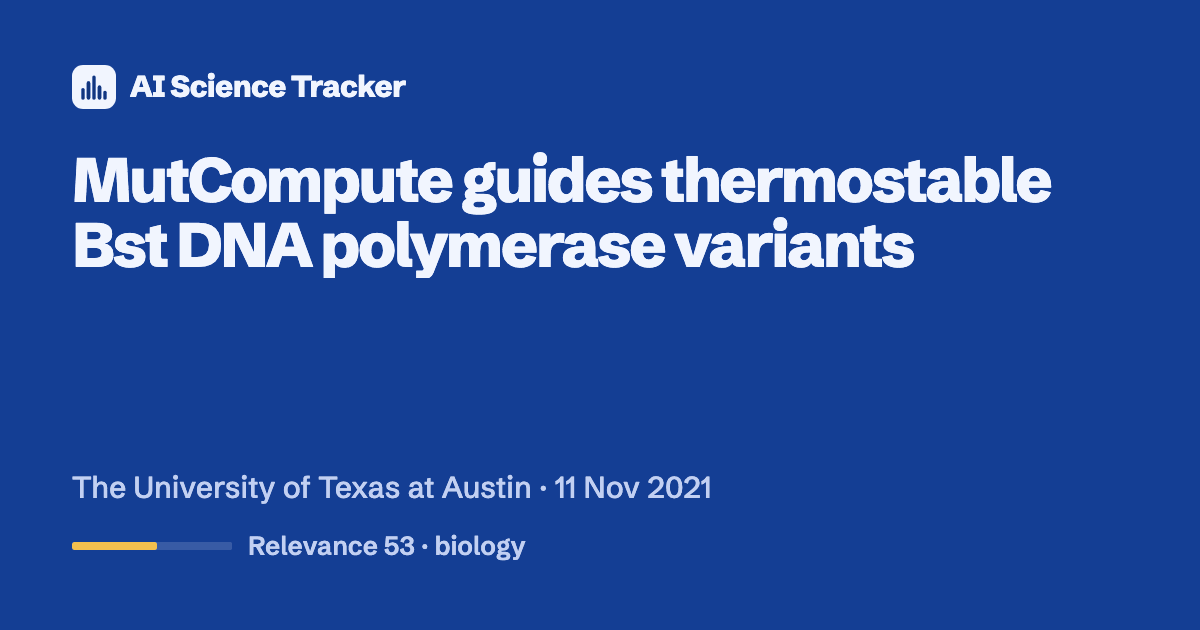 AI Science Tracker
MutCompute guides thermostable
Bst DNA polymerase variants
The University of Texas at Austin · 11 Nov 2021
Relevance 53 · biology